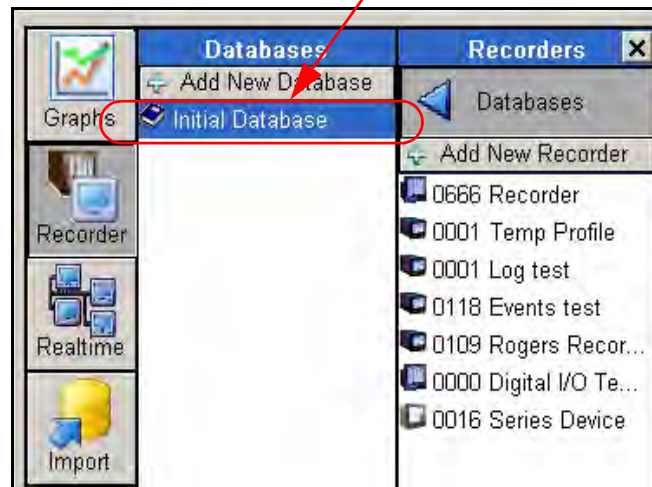 Graphs
Recorder
Realtime
Import
Databases
Add New Database
Initial Database
Recorders
Databases
Add New Recorder
0666 Recorder
0001 Temp Profile
0001 Log test
0118 Events test
0109 Rogers Recor...
0000 Digital I/O Te...
0016 Series Device